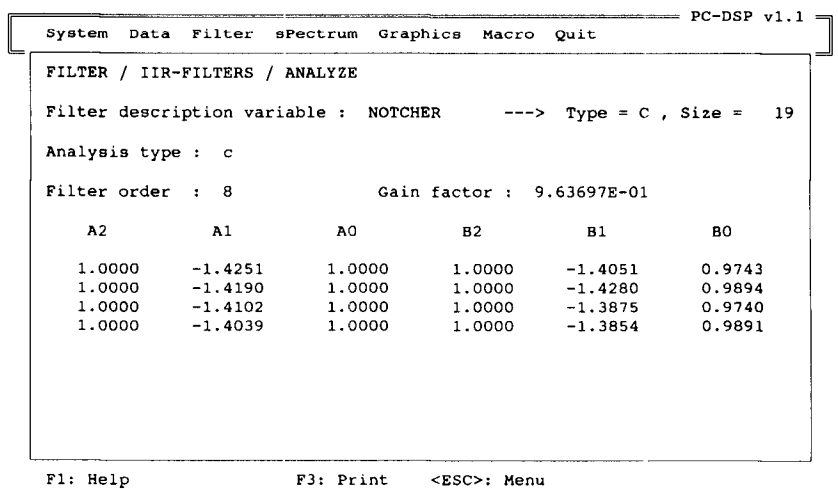 PC-DSP v1.1
System Data Filter sPectrum Graphics Macro Quit
FILTER / IIR-FILTERS / ANALYZE
Filter description variable : NOTCHER ---> Type = C , Size = 19
Analysis type : c
Filter order : 8 Gain factor : 9.63697E-01
A2 A1 A0 B2 B1 B0
1.0000 -1.4251 1.0000 1.0000 -1.4051 0.9743
1.0000 -1.4190 1.0000 1.0000 -1.4280 0.9894
1.0000 -1.4102 1.0000 1.0000 -1.3875 0.9740
1.0000 -1.4039 1.0000 1.0000 -1.3854 0.9891
F1: Help F3: Print <ESC>: Menu